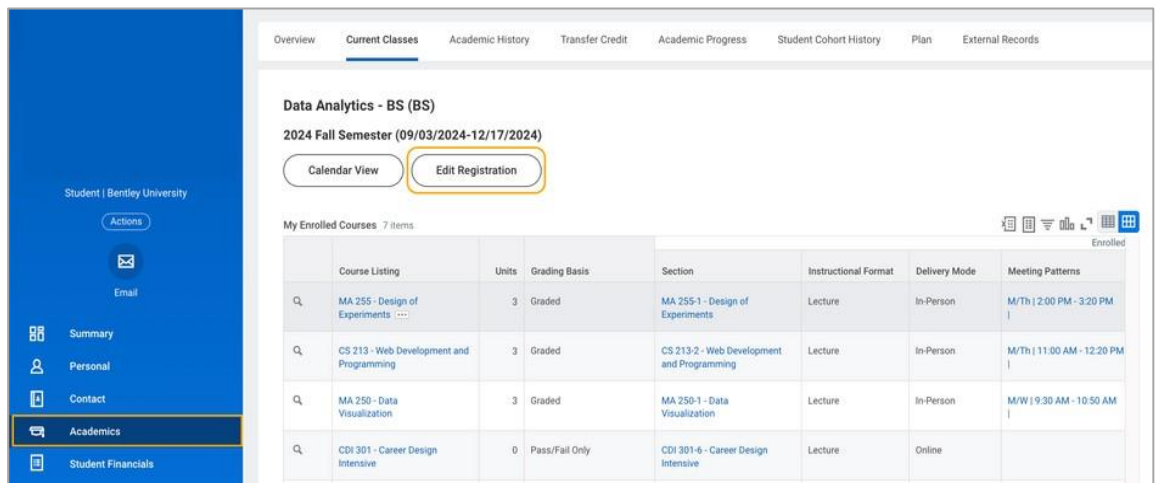 Overview Current Classes Academic History Transfer Credit Academic Progress Student Cohort History Plan External Records
Data Analytics - BS (BS)
2024 Fall Semester (09/03/2024-12/17/2024)
Calendar View Edit Registration
Student | Bentley University
Actions
Email
Summary
Personal
Contact
Academics
Student Financials
My Enrolled Courses 7 items
Enrolled
Course Listing Units Grading Basis Section Instructional Format Delivery Mode Meeting Patterns
MA 255 - Design of 3 Graded MA 255-1 - Design of Lecture In-Person M/Th | 2:00 PM - 3:20 PM
Experiments ... Experiments |
CS 213 - Web Development and 3 Graded CS 213-2 - Web Development Lecture In-Person M/Th | 11:00 AM - 12:20 PM
Programming and Programming |
MA 250 - Data 3 Graded MA 250-1 - Data Lecture In-Person M/W | 9:30 AM - 10:50 AM
Visualization Visualization |
CDI 301 - Career Design 0 Pass/Fail Only CDI 301-6 - Career Design Lecture Online
Intensive Intensive